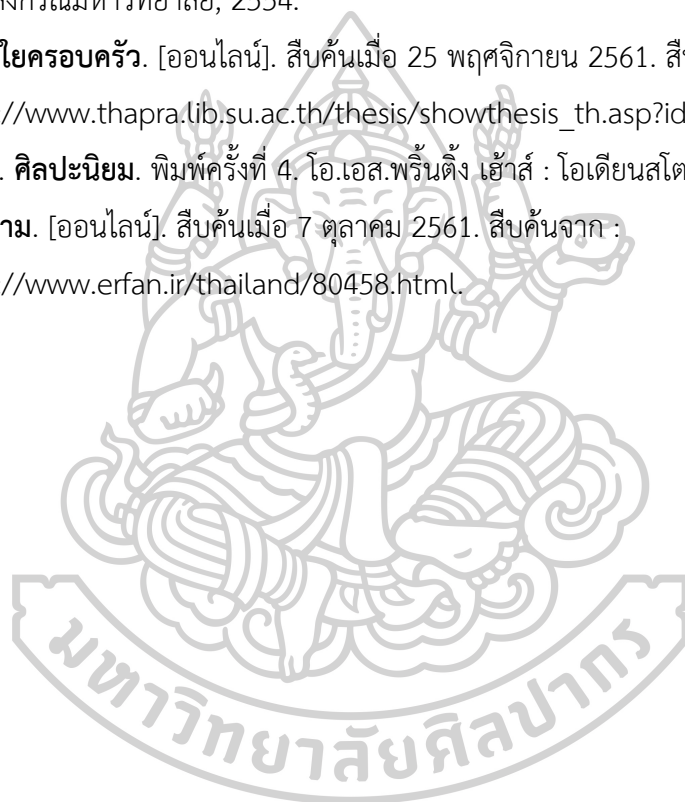 งกรณ์มหาวิทยาลัย, 2554.
ใยครอบครัว. [ออนไลน์]. สืบค้นเมื่อ 25 พฤศจิกายน 2561. สืบ
://www.thapra.lib.su.ac.th/thesis/showthesis_th.asp?id
. ศิลปะนิยม. พิมพ์ครั้งที่ 4. โอ.เอส.พริ้นติ้ง เฮ้าส์ : โอเดียนสโต
าม. [ออนไลน์]. สืบค้นเมื่อ 7 ตุลาคม 2561. สืบค้นจาก :
://www.erfan.ir/thailand/80458.html.
มหาวิทยาลัยศิลปากร